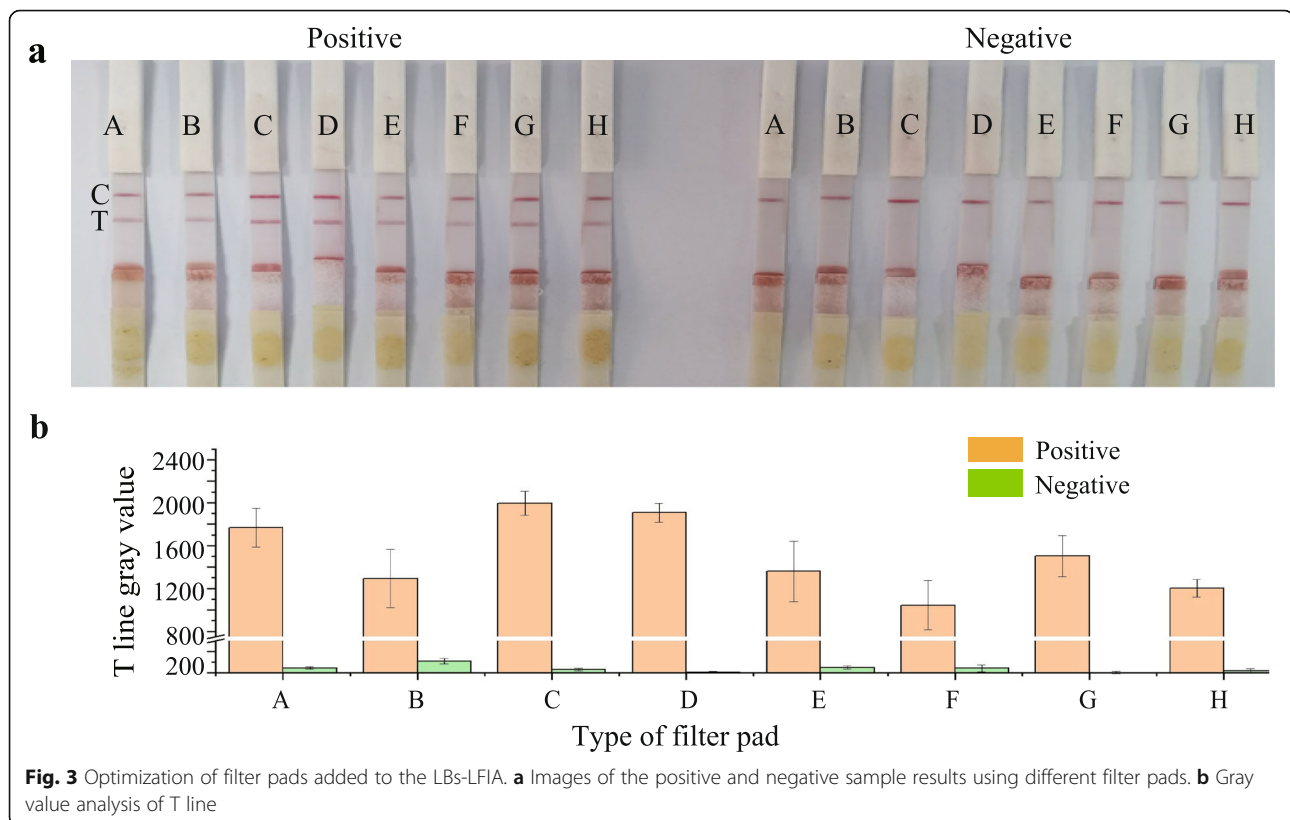 Positive Negative
a
A B C D E F G H A B C D E F G H
C
T
b
Positive
Negative
2400
2000
1600
1200
800
200
T line gray value
A B C D E F G H
Type of filter pad
Fig. 3 Optimization of filter pads added to the LBs-LFIA. a Images of the positive and negative sample results using different filter pads. b Gray
value analysis of T line